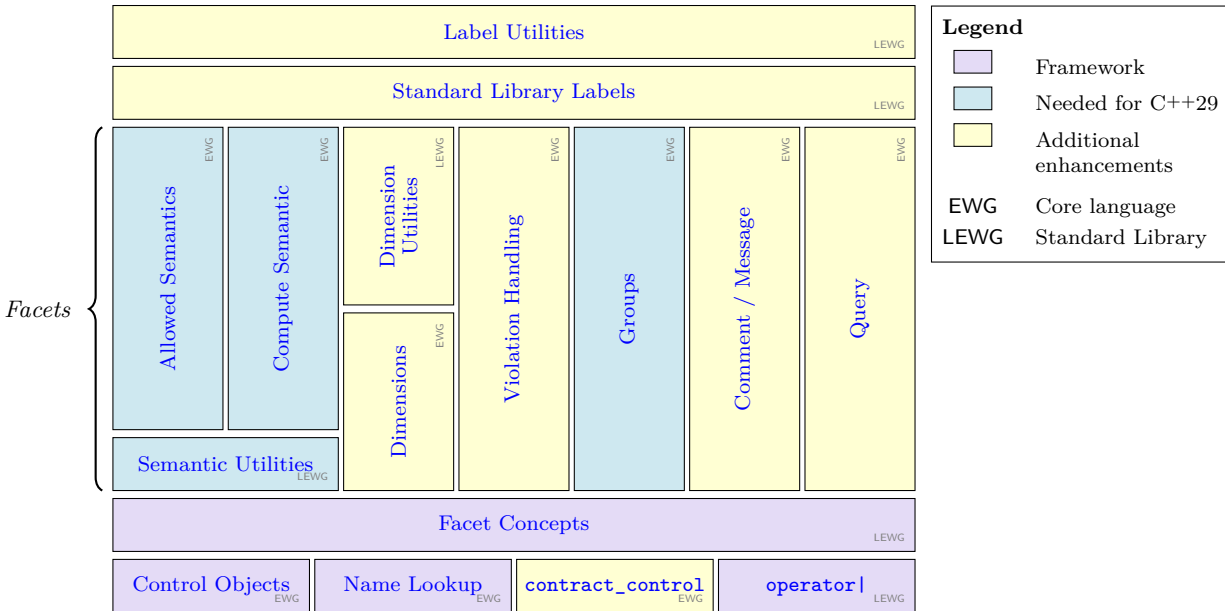 Label Utilities
LEWG
Standard Library Labels
LEWG
Facets
Allowed Semantics
EWG
Compute Semantic
EWG
Dimension
Utilities
LEWG
Dimensions
EWG
Violation Handling
EWG
Groups
EWG
Comment / Message
EWG
Query
EWG
Semantic Utilities
LEWG
Facet Concepts
LEWG
Control Objects
EWG
Name Lookup
EWG
contract_control
EWG
operator|
LEWG
Legend
Framework
Needed for C++29
Additional
enhancements
EWG Core language
LEWG Standard Library